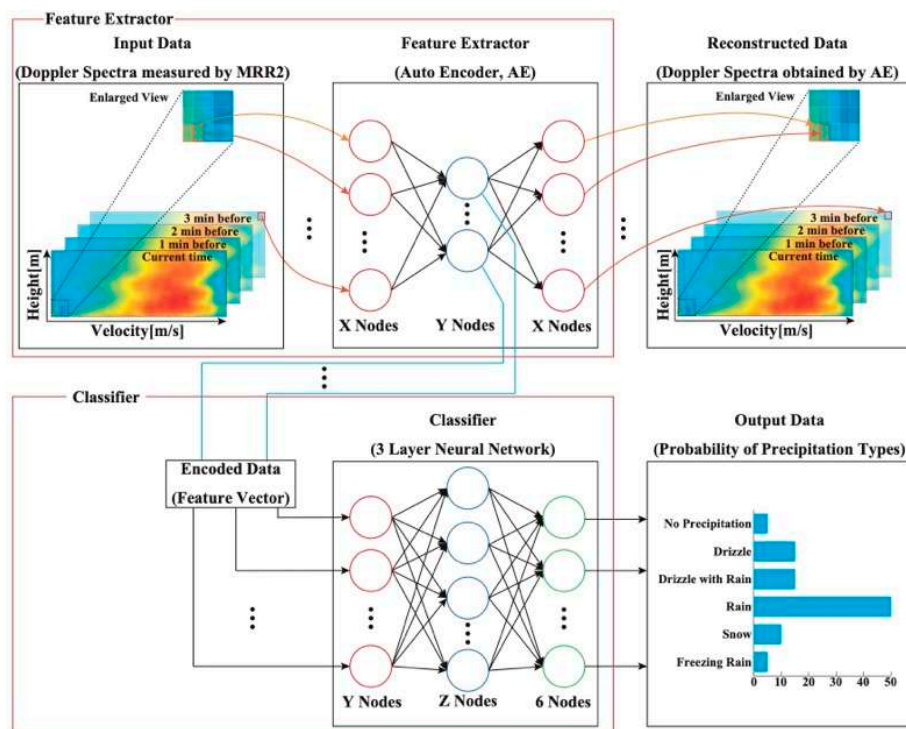 Feature Extractor
Input Data
(Doppler Spectra measured by MRR2)
Enlarged View
3 min before
2 min before
1 min before
Current time
Height[m]
Velocity[m/s]
Feature Extractor
(Auto Encoder, AE)
X Nodes
Y Nodes
X Nodes
Reconstructed Data
(Doppler Spectra obtained by AE)
Enlarged View
3 min before
2 min before
1 min before
Current time
Height[m]
Velocity[m/s]
Classifier
Encoded Data
(Feature Vector)
Classifier
(3 Layer Neural Network)
Y Nodes
Z Nodes
6 Nodes
Output Data
(Probability of Precipitation Types)
No Precipitation
Drizzle
Drizzle with Rain
Rain
Snow
Freezing Rain
0 10 20 30 40 50